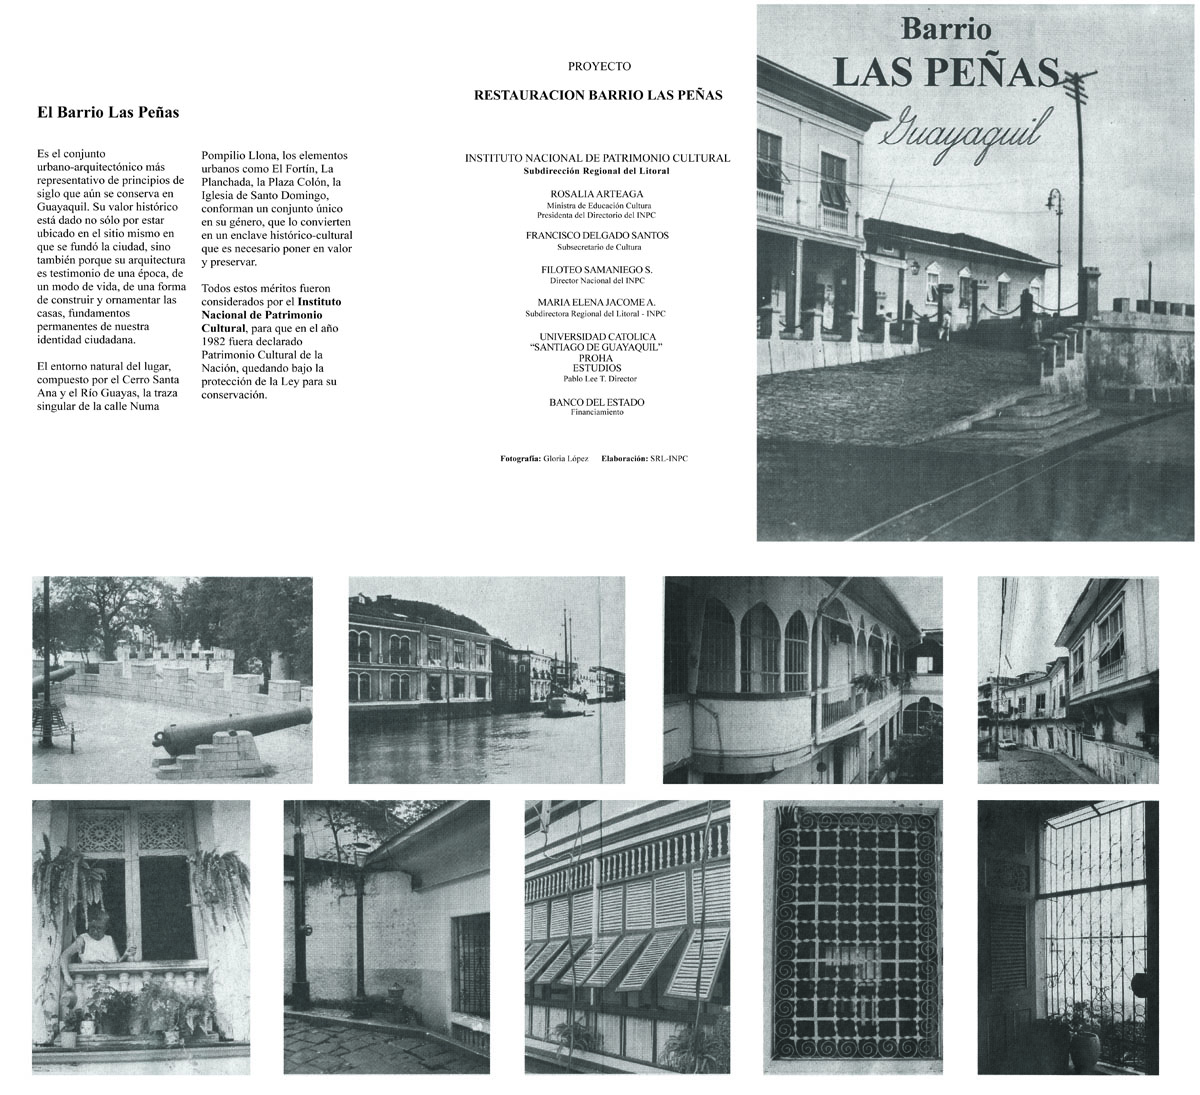 El Barrio Las Peñas
Es el conjunto
urbano-arquitectónico más
representativo de principios de
siglo que aún se conserva en
Guayaquil. Su valor histórico
está dado no sólo por estar
ubicado en el sitio mismo en
que se fundó la ciudad, sino
también porque su arquitectura
es testimonio de una época, de
un modo de vida, de una forma
de construir y ornamentar las
casas, fundamentos
permanentes de nuestra
identidad ciudadana.
El entorno natural del lugar,
compuesto por el Cerro Santa
Ana y el Río Guayas, la traza
singular de la calle Numa
Pompilio Llona, los elementos
urbanos como El Fortín, La
Planchada, la Plaza Colón, la
Iglesia de Santo Domingo,
conforman un conjunto único
en su género, que lo convierten
en un enclave histórico-cultural
que es necesario poner en valor
y preservar.
Todos estos méritos fueron
considerados por el Instituto
Nacional de Patrimonio
Cultural, para que en el año
1982 fuera declarado
Patrimonio Cultural de la
Nación, quedando bajo la
protección de la Ley para su
conservación.
PROYECTO
RESTAURACION BARRIO LAS PEÑAS
INSTITUTO NACIONAL DE PATRIMONIO CULTURAL
Subdirección Regional del Litoral
ROSALIA ARTEAGA
Ministra de Educación Cultura
Presidenta del Directorio del INPC
FRANCISCO DELGADO SANTOS
Subsecretario de Cultura
FILOTEO SAMANIEGO S.
Director Nacional del INPC
MARIA ELENA JACOME A.
Subdirectora Regional del Litoral - INPC
UNIVERSIDAD CATOLICA
“SANTIAGO DE GUAYAQUIL”
PROHA
ESTUDIOS
Pablo Lee T. Director
BANCO DEL ESTADO
Financiamiento
Fotografía: Gloria López Elaboración: SRL-INPC
Barrio
LAS PEÑAS
Guayaquil